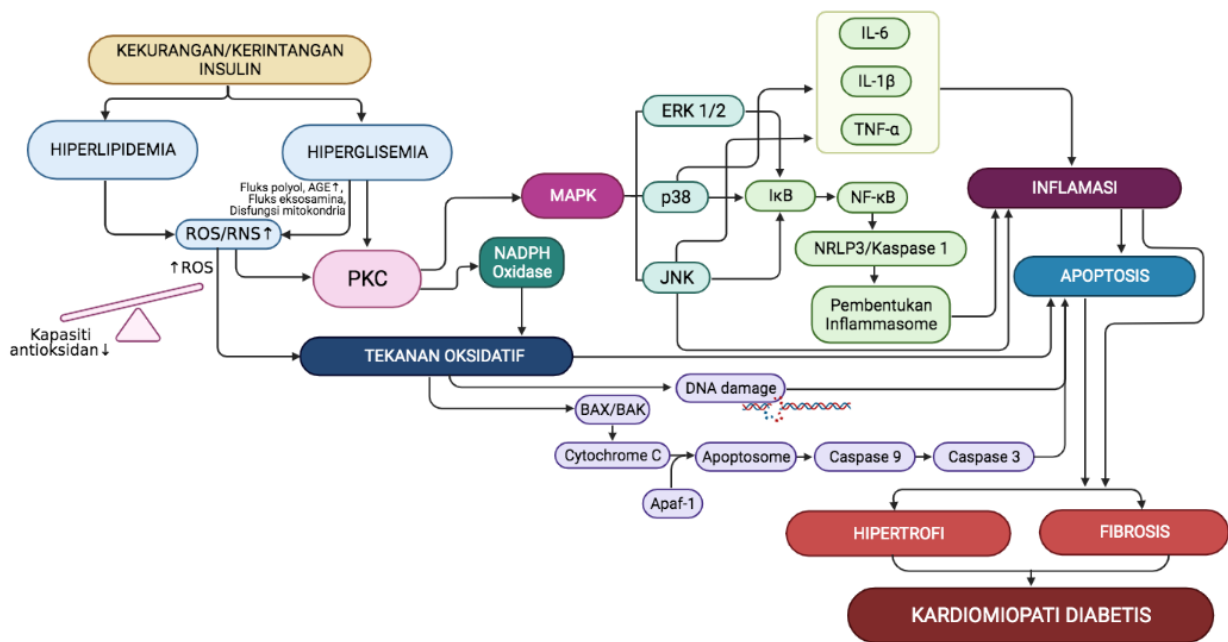 KEKURANGAN/KERINTANGAN
INSULIN
HIPERLIPIDEMIA
HIPERGLISEMIA
Fluks polyol, AGE↑,
Fluks eksosamina,
Disfungsi mitokondria
ROS/RNS↑
↑ROS
Kapasiti
antioksidan↓
PKC
MAPK
NADPH
Oxidase
ERK 1/2
p38
JNK
IL-6
IL-1β
TNF-α
IκB
NF-κB
NRLP3/Kaspase 1
Pembentukan
Inflammasome
INFLAMASI
APOPTOSIS
TEKANAN OKSIDATIF
DNA damage
BAX/BAK
Cytochrome C
Apaf-1
Apoptosome
Caspase 9
Caspase 3
HIPERTROFI
FIBROSIS
KARDIOMIOPATI DIABETIS